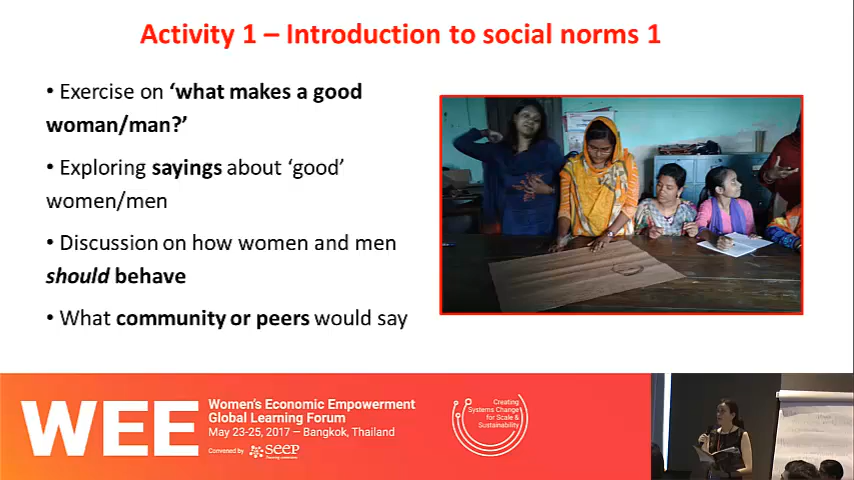 Activity 1 – Introduction to social norms 1
• Exercise on ‘what makes a good
woman/man?’
• Exploring sayings about ‘good’
women/men
• Discussion on how women and men
should behave
• What community or peers would say
WEE
Women's Economic Empowerment
Global Learning Forum
May 23-25, 2017 – Bangkok, Thailand
Convened by SEEP
Creating
Systems Change
for Scale &
Sustainability